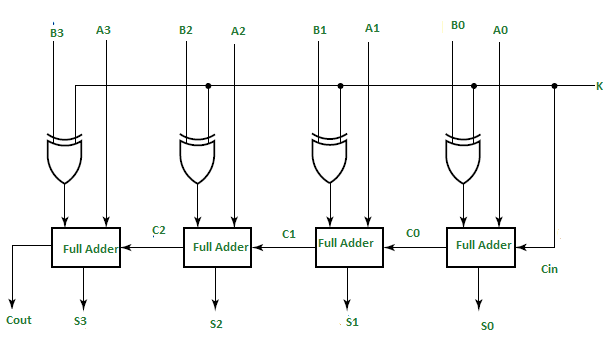 B3 A3 B2 A2 B1 A1 B0 A0
K
C2 C1 C0
Full Adder Full Adder Full Adder Full Adder
Cin
Cout S3 S2 S1 S0